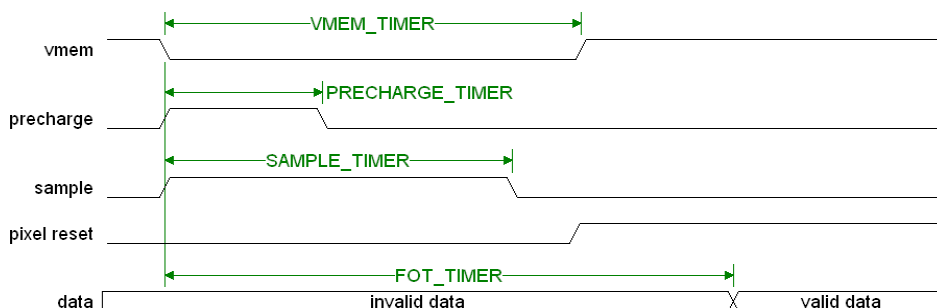 VMEM_TIMER
vmem
PRECHARGE_TIMER
precharge
SAMPLE_TIMER
sample
pixel reset
FOT_TIMER
data invalid data valid data